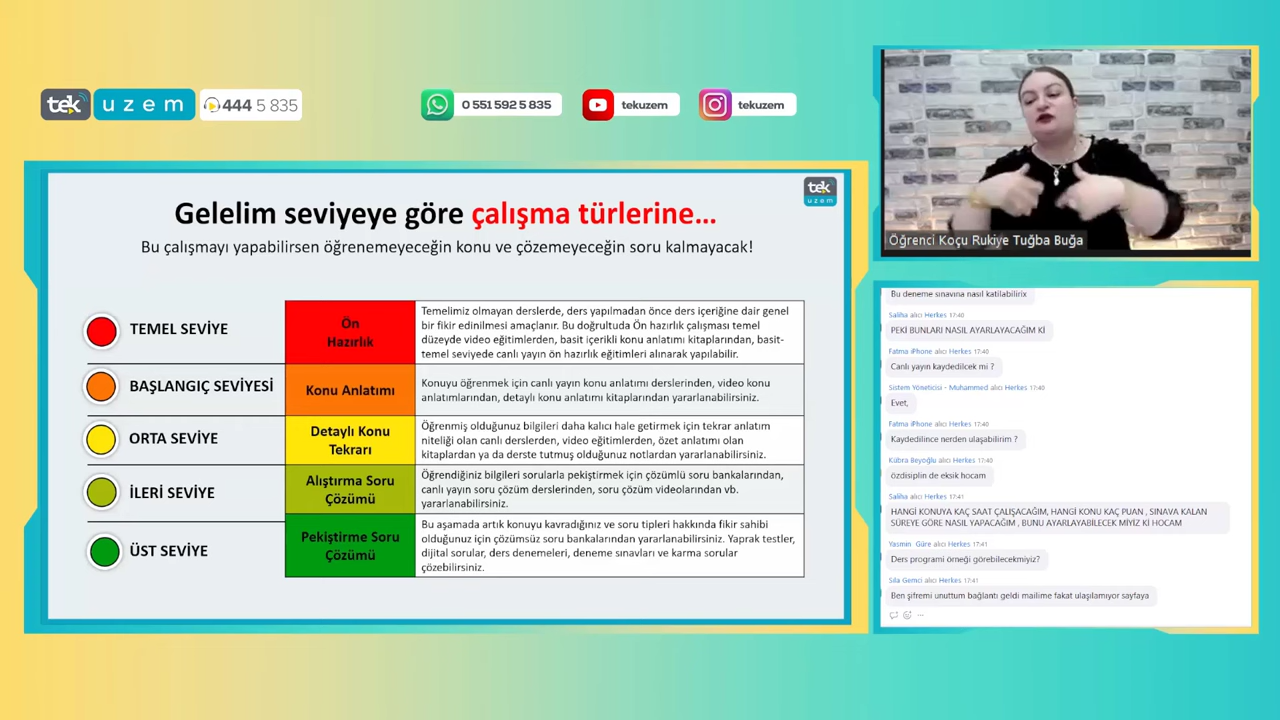 tek uzem 444 5 835
0 551 592 5 835
tekuzem
tekuzem
tek
uzem
Gelelim seviyeye göre çalışma türlerine...
Bu çalışmayı yapabilirsen öğrenemeyeceğin konu ve çözemeyeceğin soru kalmayacak!
TEMEL SEVİYE
Ön
Hazırlık
Temelimiz olmayan derslerde, ders yapılmadan önce ders içeriğine dair genel
bir fikir edinilmesi amaçlanır. Bu doğrultuda Ön hazırlık çalışması temel
düzeyde video eğitimlerden, basit içerikli konu anlatımı kitaplarından, basit-
temel seviyede canlı yayın ön hazırlık eğitimleri alınarak yapılabilir.
BAŞLANGIÇ SEVİYESİ
Konu Anlatımı
Konuyu öğrenmek için canlı yayın konu anlatımı derslerinden, video konu
anlatımlarından, detaylı konu anlatımı kitaplarından yararlanabilirsiniz.
ORTA SEVİYE
Detaylı Konu
Tekrarı
Öğrenmiş olduğunuz bilgileri daha kalıcı hale getirmek için tekrar anlatım
niteliği olan canlı derslerden, video eğitimlerden, özet anlatımı olan
kitaplardan ya da derste tutmuş olduğunuz notlardan yararlanabilirsiniz.
İLERİ SEVİYE
Alıştırma Soru
Çözümü
Öğrendiğiniz bilgileri sorularla pekiştirmek için çözümlü soru bankalarından,
canlı yayın soru çözüm derslerinden, soru çözüm videolarından vb.
yararlanabilirsiniz.
ÜST SEVİYE
Pekiştirme Soru
Çözümü
Bu aşamada artık konuyu kavradığınız ve soru tipleri hakkında fikir sahibi
olduğunuz için çözümsüz soru bankalarından yararlanabilirsiniz. Yaprak testler,
dijital sorular, ders denemeleri, deneme sınavları ve karma sorular
çözebilirsiniz.
Öğrenci Koçu Rukiye Tuğba Buğa
Bu deneme sınavına nasıl katilabilirix
Saliha alıcı Herkes 17:40
PEKİ BUNLARI NASIL AYARLAYACAĞIM Kİ
Fatma iPhone alıcı Herkes 17:40
Canlı yayın kaydedilcek mi ?
Sistem Yöneticisi - Muhammed alıcı Herkes 17:40
Evet,
Fatma iPhone alıcı Herkes 17:40
Kaydedilince nerden ulaşabilirim ?
Kübra Beyoğlu alıcı Herkes 17:40
özdisiplin de eksik hocam
Saliha alıcı Herkes 17:41
HANGİ KONUYA KAÇ SAAT ÇALIŞACAĞIM, HANGİ KONU KAÇ PUAN , SINAVA KALAN
SÜREYE GÖRE NASIL YAPACAĞIM , BUNU AYARLAYABİLECEK MİYİZ Kİ HOCAM
Yasmin Güre alıcı Herkes 17:41
Ders programi örneği görebilecekmiyiz?
Sıla Gemci alıcı Herkes 17:41
Ben şifremi unuttum bağlantı geldi mailime fakat ulaşılamıyor sayfaya